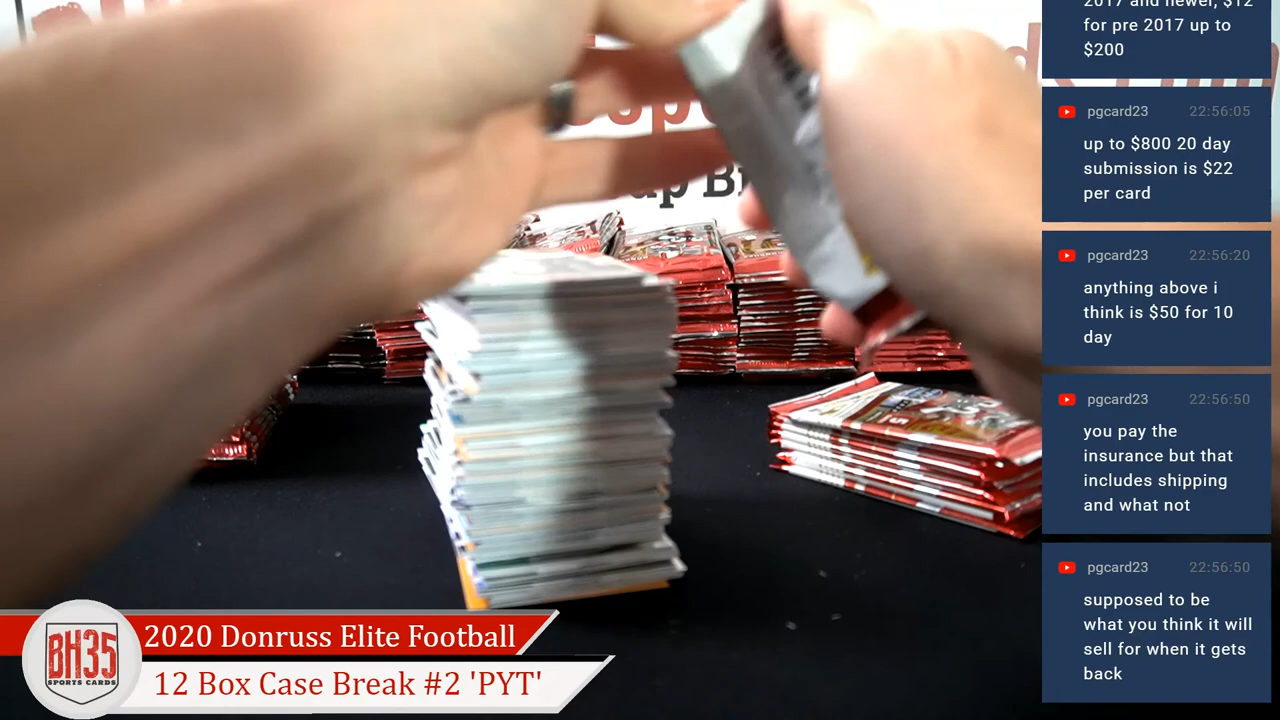 2017 and newer, $12
for pre 2017 up to
$200
pgcard23 22:56:05
up to $800 20 day
submission is $22
per card
pgcard23 22:56:20
anything above i
think is $50 for 10
day
pgcard23 22:56:50
you pay the
insurance but that
includes shipping
and what not
pgcard23 22:56:50
supposed to be
what you think it will
sell for when it gets
back
BH35
SPORTS CARDS
2020 Donruss Elite Football
12 Box Case Break #2 'PYT'